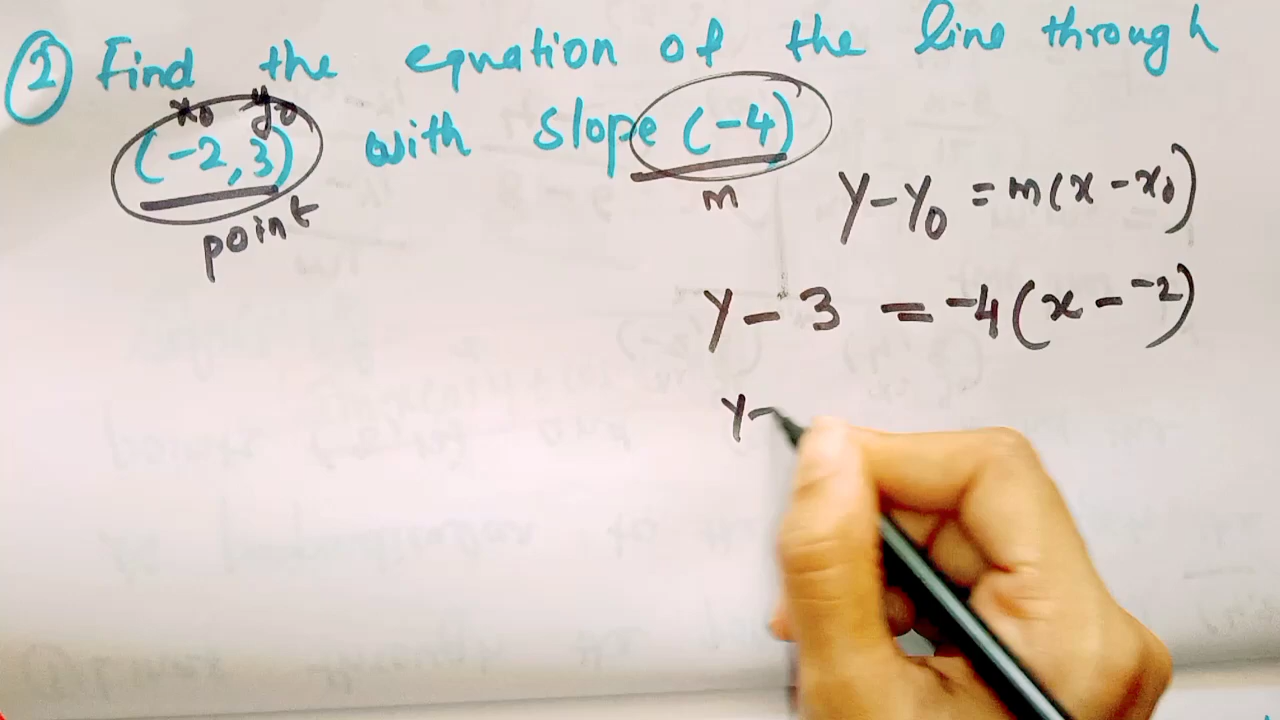 ② Find the equation of the line through
x₀ y₀
(-2, 3) with slope (-4)
point
m
y - y₀ = m(x - x₀)
y - 3 = -4(x - -2)
y -